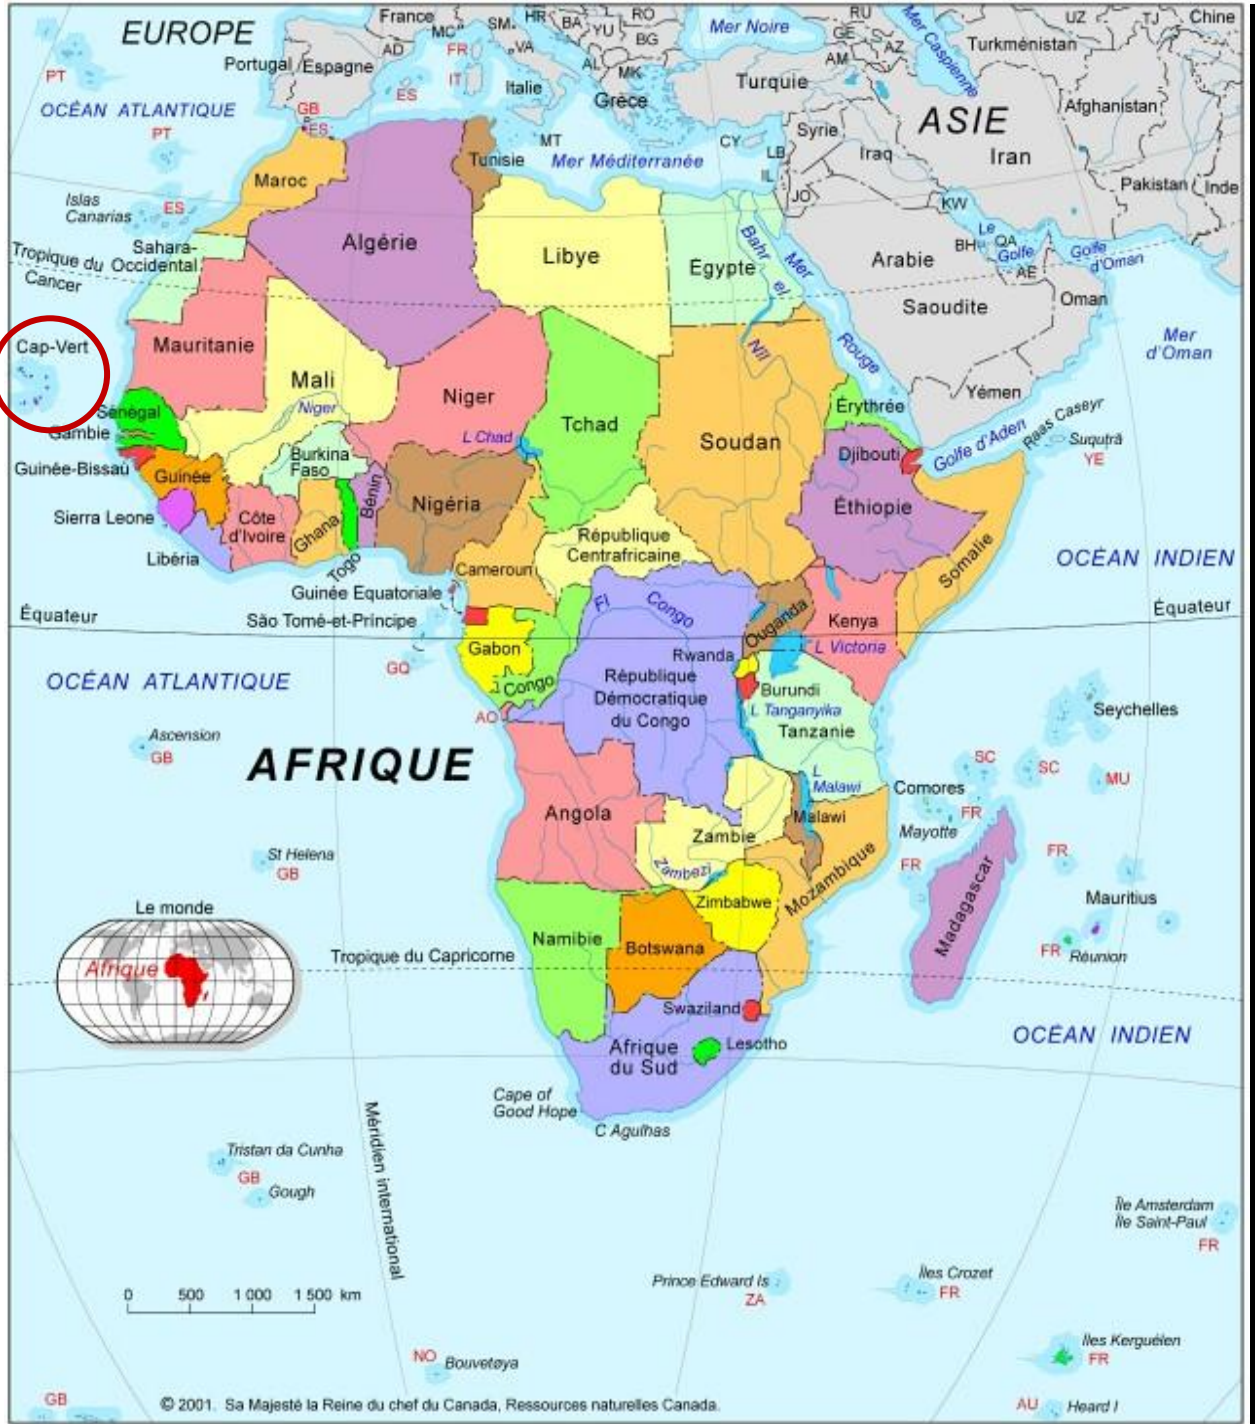 EUROPE
France
MC
SM
HR
BA
YU
RO
BG
AD
FR
VA
AL
MK
Portugal
Espagne
ES
IT
Italie
Grèce
Mer Noire
RU
GE
AM
AZ
Mer Caspienne
UZ
TJ
Chine
Turkménistan
Turquie
ASIE
Afghanistan
PT
OCÉAN ATLANTIQUE
PT
GB
ES
MT
CY
LB
IL
JO
Syrie
Iraq
Iran
Pakistan
Inde
Mer Méditerranée
Tunisie
Maroc
Islas
Canarias
ES
Algérie
Libye
Égypte
Bahr el
Mer
Rouge
KW
BH
QA
AE
Le
Golfe
Golfe
d'Oman
Arabie
Saoudite
Oman
Mer
d'Oman
Yémen
Sahara-
Occidental
Tropique du
Cancer
Cap-Vert
Mauritanie
Mali
Niger
Niger
Tchad
L Chad
Soudan
Nil
Érythrée
Djibouti
Golfe d'Aden
Raas Caseyr
Suquṭrā
YE
Sénégal
Gambie
Guinée-Bissau
Guinée
Sierra Leone
Libéria
Côte
d'Ivoire
Burkina
Faso
Ghana
Togo
Bénin
Nigéria
Cameroun
République
Centrafricaine
Éthiopie
Somalie
OCÉAN INDIEN
Guinée Equatoriale
São Tomé-et-Principe
Équateur
Équateur
GQ
Gabon
Congo
Fl
Congo
République
Démocratique
du Congo
Ouganda
Kenya
L Victoria
Rwanda
Burundi
L Tanganyika
Tanzanie
OCÉAN ATLANTIQUE
AO
Ascension
GB
AFRIQUE
Seychelles
SC
SC
MU
Comores
FR
Mayotte
FR
L
Malawi
Malawi
Angola
Zambie
Zambezi
Mozambique
Madagascar
FR
Mauritius
FR
Réunion
St Helena
GB
Zimbabwe
Namibie
Botswana
Tropique du Capricorne
Le monde
Afrique
Swaziland
Lesotho
Afrique
du Sud
OCÉAN INDIEN
Cape of
Good Hope
C Agulhas
Méridien international
Tristan da Cunha
GB
Gough
Île Amsterdam
Île Saint-Paul
FR
Prince Edward Is
ZA
Îles Crozet
FR
0 500 1 000 1 500 km
Iles Kerguélen
FR
NO
Bouvetøya
GB
© 2001. Sa Majesté la Reine du chef du Canada, Ressources naturelles Canada.
AU
Heard I